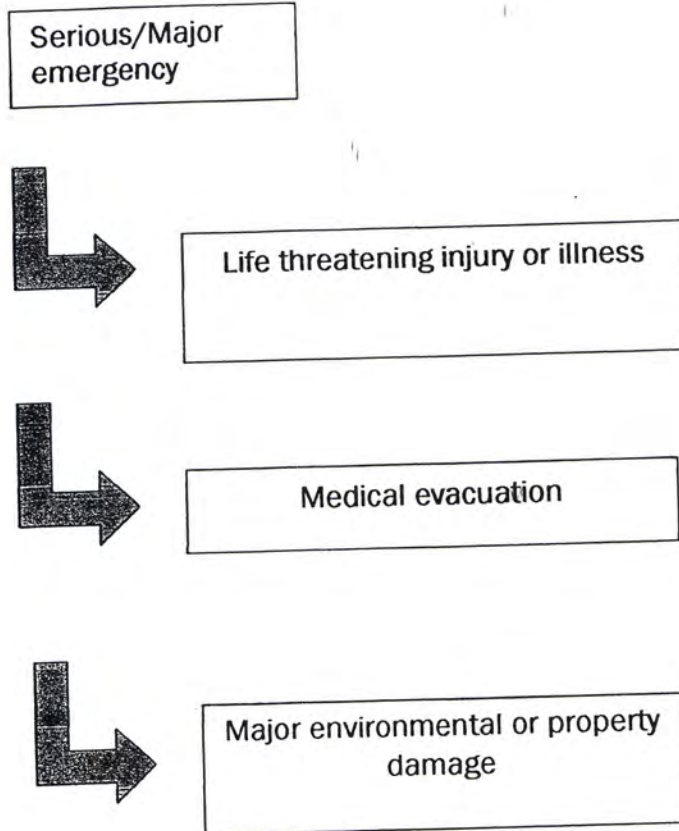 Serious/Major
emergency
Life threatening injury or illness
Medical evacuation
Major environmental or property
damage